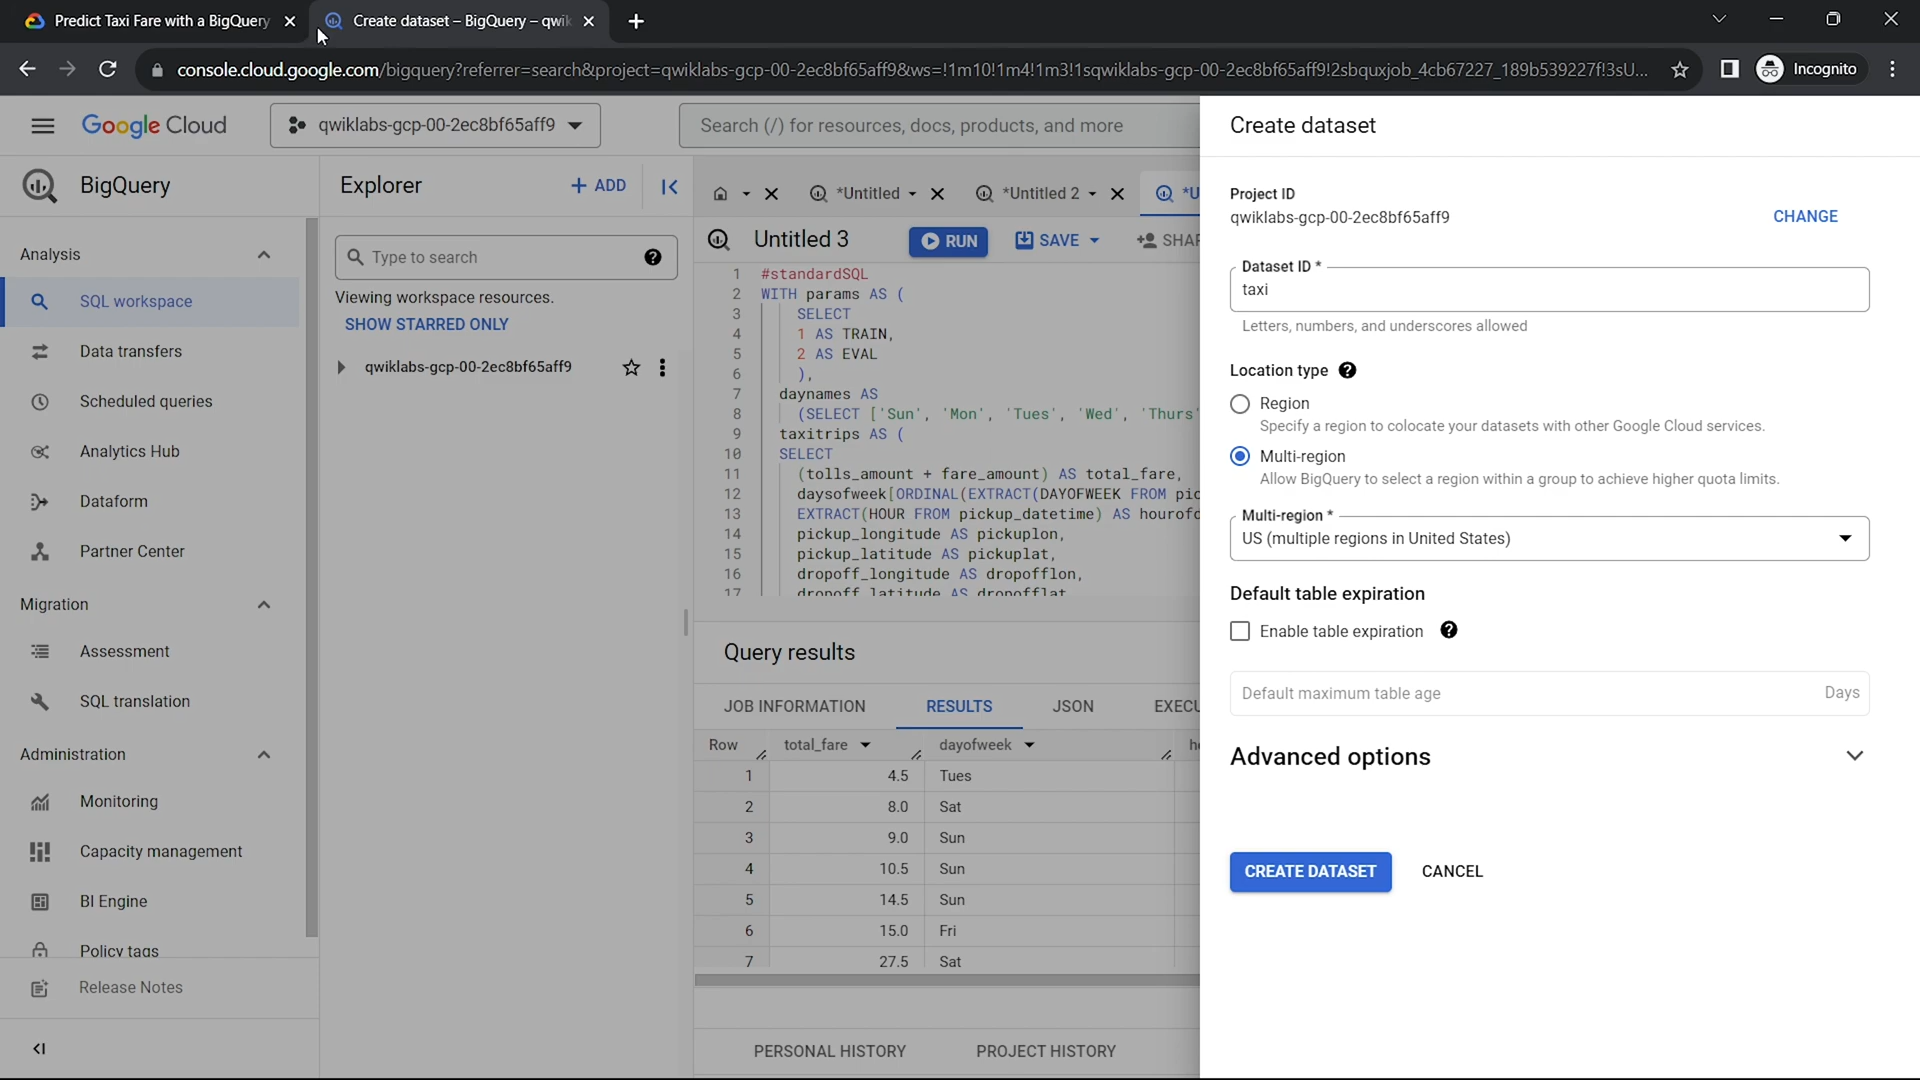 Predict Taxi Fare with a BigQuery
Create dataset – BigQuery – qwik
console.cloud.google.com/bigquery?referrer=search&project=qwiklabs-gcp-00-2ec8bf65aff9&ws=!1m10!1m4!1m3!1sqwiklabs-gcp-00-2ec8bf65aff9!2sbquxjob_4cb67227_189b539227f!3sU...
Incognito
Google Cloud
qwiklabs-gcp-00-2ec8bf65aff9
Search (/) for resources, docs, products, and more
BigQuery
Analysis
SQL workspace
Data transfers
Scheduled queries
Analytics Hub
Dataform
Partner Center
Migration
Assessment
SQL translation
Administration
Monitoring
Capacity management
BI Engine
Policy tags
Release Notes
Explorer
+ ADD
Type to search
Viewing workspace resources.
SHOW STARRED ONLY
qwiklabs-gcp-00-2ec8bf65aff9
*Untitled
*Untitled 2
*U
Untitled 3
RUN
SAVE
SHAR
1 #standardSQL
2 WITH params AS (
3 SELECT
4 1 AS TRAIN,
5 2 AS EVAL
6 ),
7 daynames AS
8 (SELECT ['Sun', 'Mon', 'Tues', 'Wed', 'Thurs'
9 taxitrips AS (
10 SELECT
11 (tolls_amount + fare_amount) AS total_fare,
12 daysofweek[ORDINAL(EXTRACT(DAYOFWEEK FROM pic
13 EXTRACT(HOUR FROM pickup_datetime) AS hourofd
14 pickup_longitude AS pickuplon,
15 pickup_latitude AS pickuplat,
16 dropoff_longitude AS dropofflon,
17 dropoff_latitude AS dropofflat
Query results
JOB INFORMATION
RESULTS
JSON
EXECU
Row total_fare dayofweek h
1 4.5 Tues
2 8.0 Sat
3 9.0 Sun
4 10.5 Sun
5 14.5 Sun
6 15.0 Fri
7 27.5 Sat
PERSONAL HISTORY
PROJECT HISTORY
Create dataset
Project ID
qwiklabs-gcp-00-2ec8bf65aff9
CHANGE
Dataset ID *
taxi
Letters, numbers, and underscores allowed
Location type
Region
Specify a region to colocate your datasets with other Google Cloud services.
Multi-region
Allow BigQuery to select a region within a group to achieve higher quota limits.
Multi-region *
US (multiple regions in United States)
Default table expiration
Enable table expiration
Default maximum table age
Days
Advanced options
CREATE DATASET
CANCEL